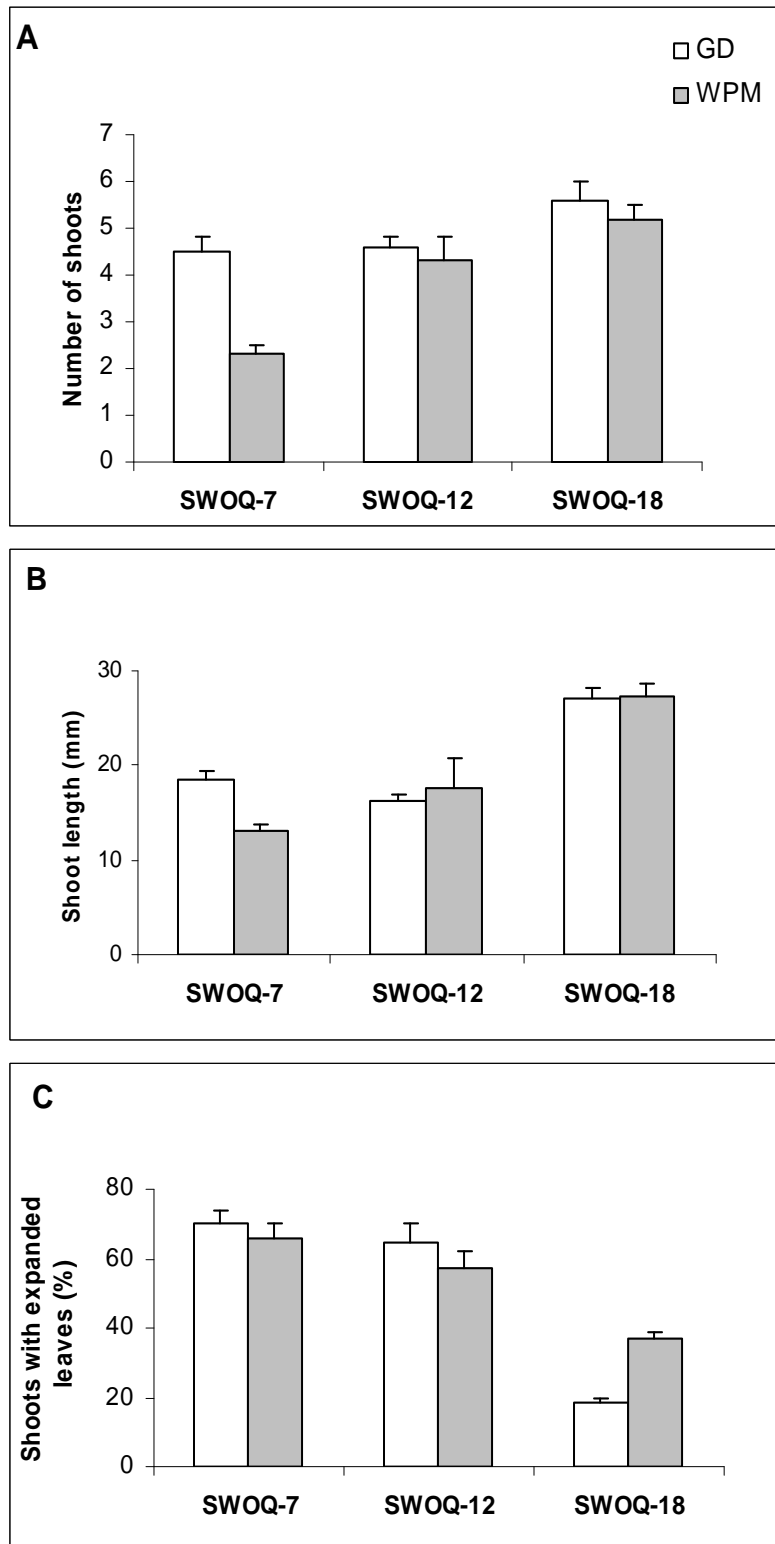 A
GD
WPM
Number of shoots
7
6
5
4
3
2
1
0
SWOQ-7 SWOQ-12 SWOQ-18
B
Shoot length (mm)
30
20
10
0
SWOQ-7 SWOQ-12 SWOQ-18
C
Shoots with expanded
leaves (%)
80
60
40
20
0
SWOQ-7 SWOQ-12 SWOQ-18